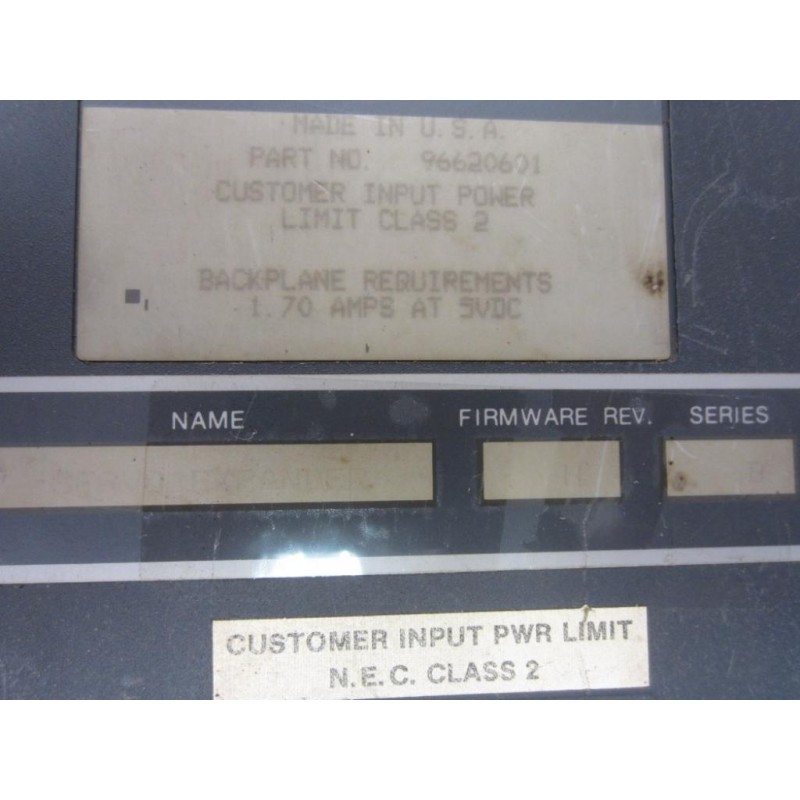 MADE IN U.S.A.
PART NO. 96620601
CUSTOMER INPUT POWER
LIMIT CLASS 2
BACKPLANE REQUIREMENTS
1.70 AMPS AT 5VDC
NAME FIRMWARE REV. SERIES
EXPANDER B
CUSTOMER INPUT PWR LIMIT
N.E.C. CLASS 2